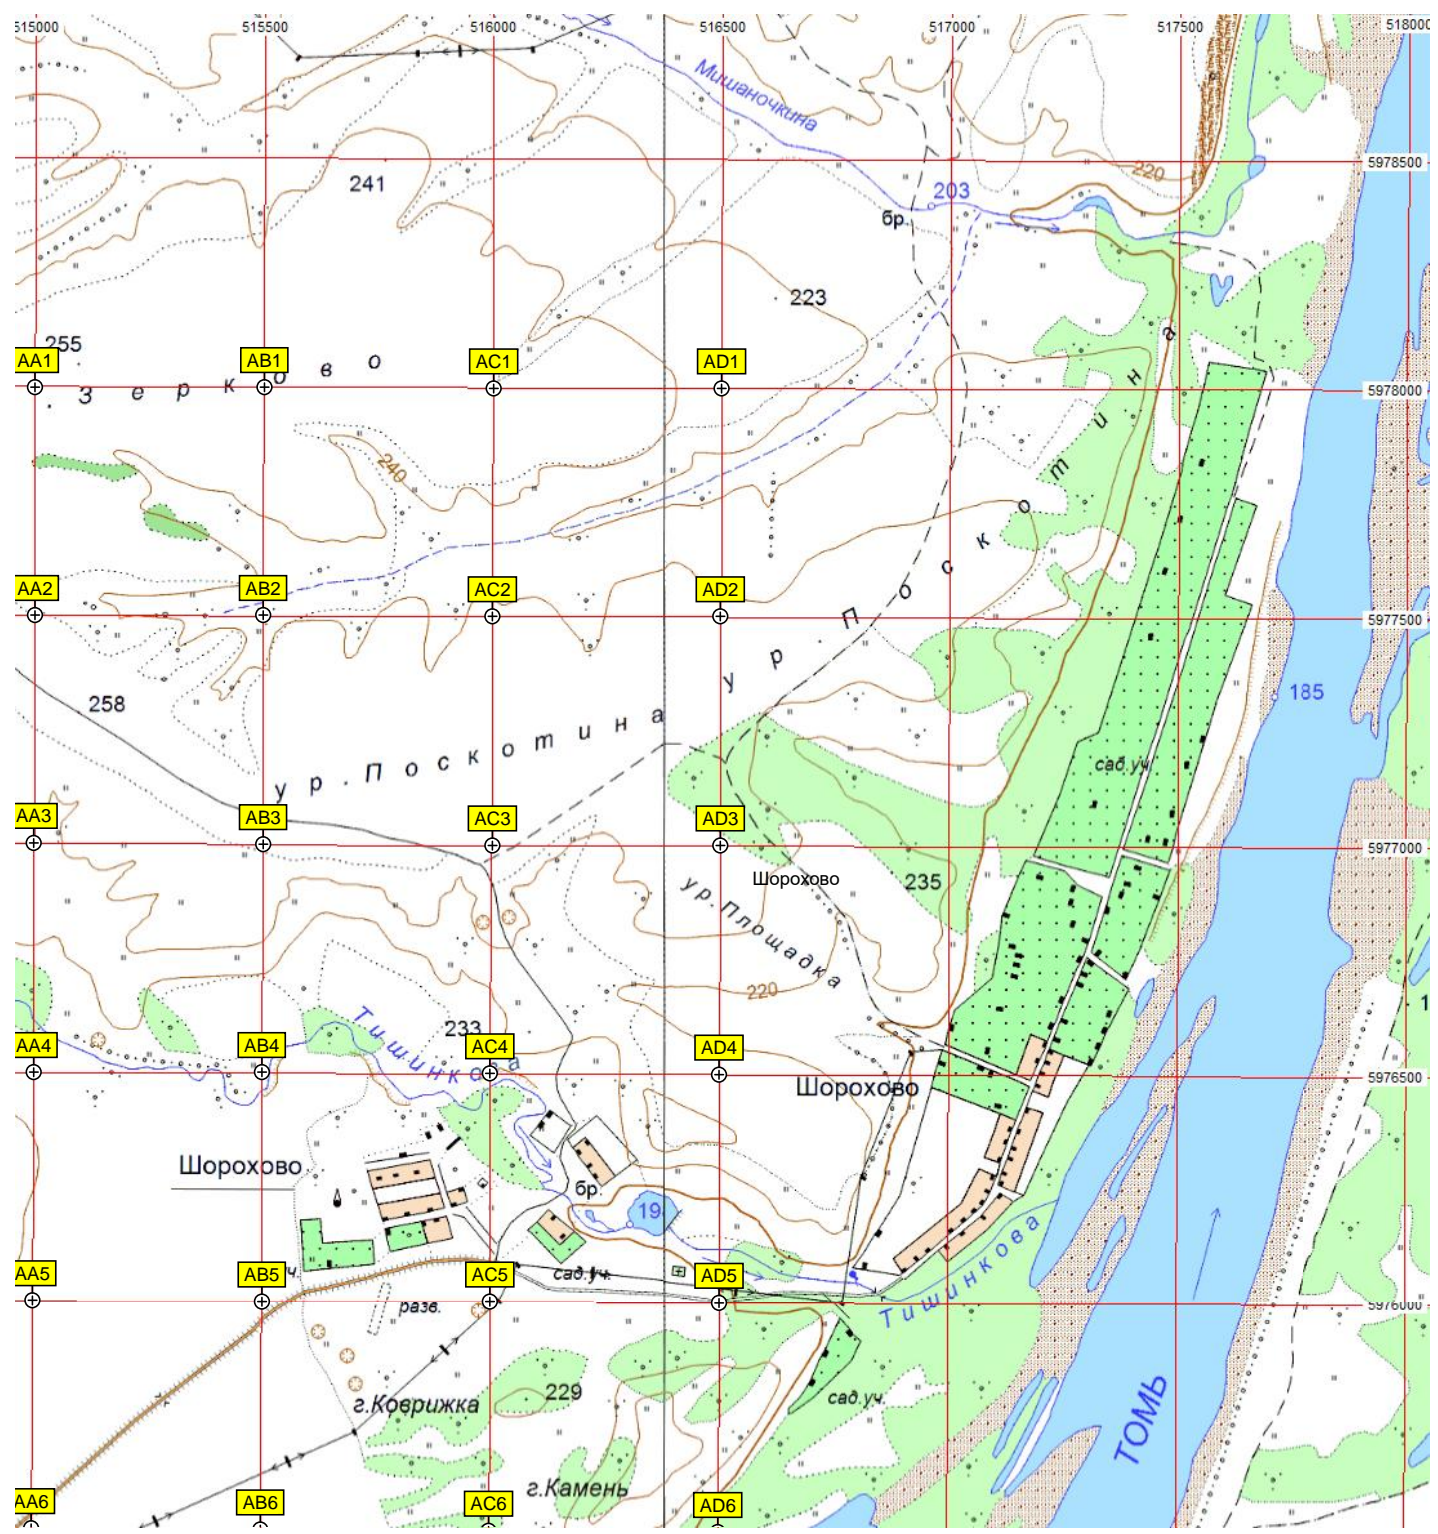 515000 515500 516000 516500 517000 517500 518000
Мишаночкина
5978500
220
241
203
бр.
223
255
AA1 AB1 AC1 AD1
Зерково
5978000
240
AA2 AB2 AC2 AD2
5977500
ур. Поскотина
258
185
ур. Поскотина
сад.уч.
AA3 AB3 AC3 AD3
5977000
Шорохово
235
ур.Площадка
220
233
Тишинкова
AA4 AB4 AC4 AD4
5976500
Шорохово
Шорохово
бр.
19
Тишинкова
AA5 AB5 ч. AC5 сад.уч. AD5
разв.
5976000
229
г.Коврижка
сад.уч.
ТОМЬ
г.Камень
AA6 AB6 AC6 AD6